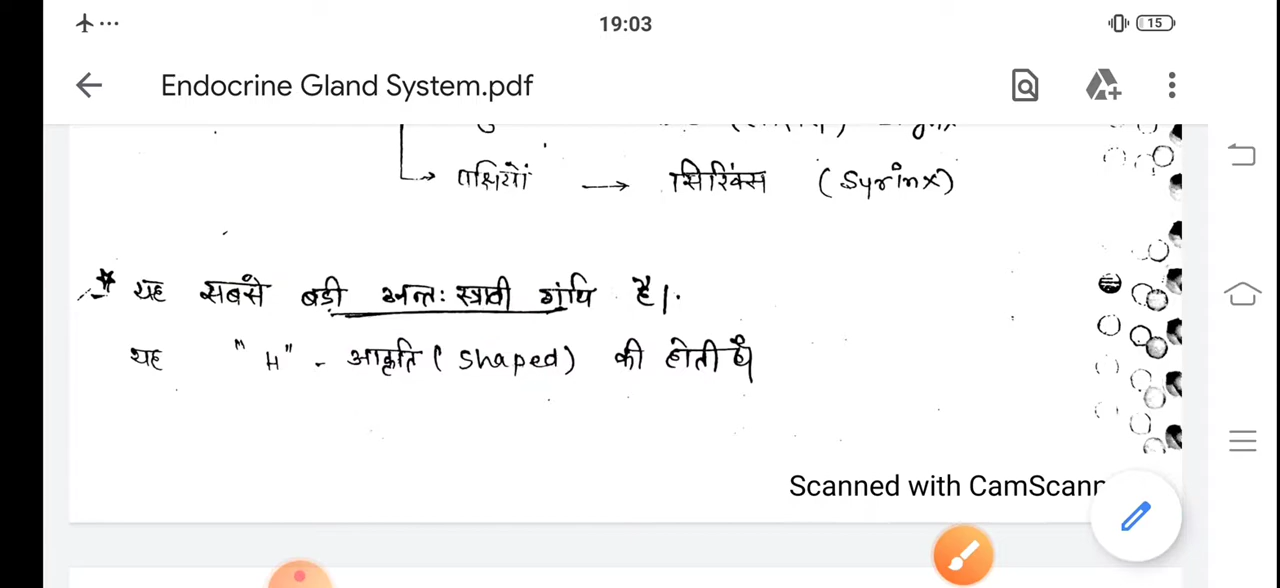 19:03
15
Endocrine Gland System.pdf
पक्षियों → सिरिंक्स (Syrinx)
यह सबसे बड़ी अन्तः स्त्रावी ग्रंथि है।
यह "H" - आकृति (shaped) की होती है
Scanned with CamScann